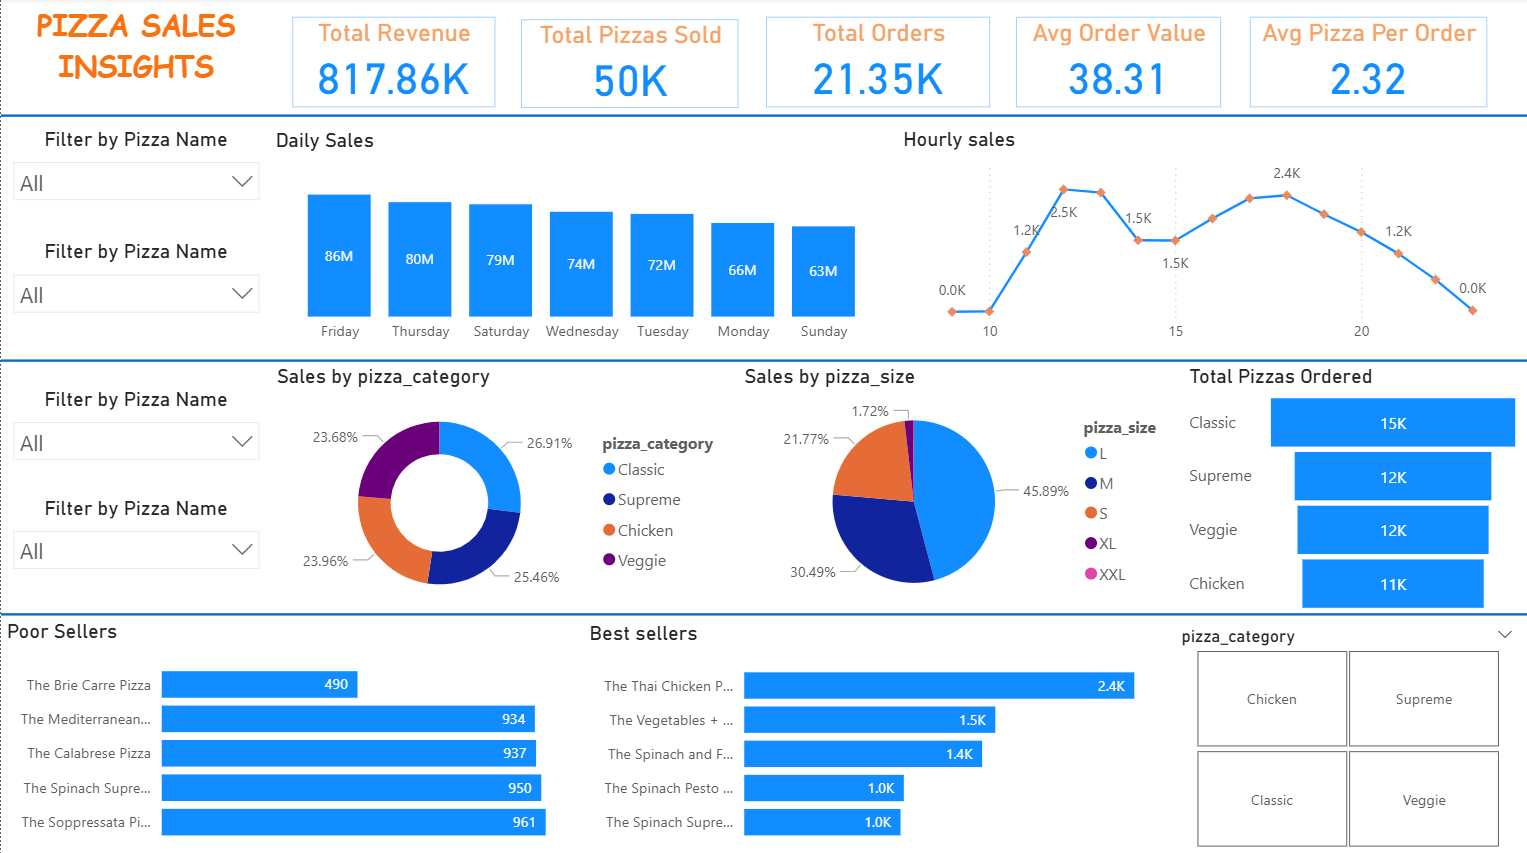 PIZZA SALES
INSIGHTS
Total Revenue
817.86K
Total Pizzas Sold
50K
Total Orders
21.35K
Avg Order Value
38.31
Avg Pizza Per Order
2.32
Filter by Pizza Name
All
Filter by Pizza Name
All
Daily Sales
86M
80M
79M
74M
72M
66M
63M
Friday
Thursday
Saturday
Wednesday
Tuesday
Monday
Sunday
Hourly sales
0.0K
1.2K
2.5K
1.5K
1.5K
2.4K
1.2K
0.0K
10
15
20
Filter by Pizza Name
All
Filter by Pizza Name
All
Sales by pizza_category
23.68%
26.91%
23.96%
25.46%
pizza_category
Classic
Supreme
Chicken
Veggie
Sales by pizza_size
1.72%
21.77%
45.89%
30.49%
pizza_size
L
M
S
XL
XXL
Total Pizzas Ordered
Classic
15K
Supreme
12K
Veggie
12K
Chicken
11K
Poor Sellers
The Brie Carre Pizza
490
The Mediterranean...
934
The Calabrese Pizza
937
The Spinach Supre...
950
The Soppressata Pi...
961
Best sellers
The Thai Chicken P...
2.4K
The Vegetables + ...
1.5K
The Spinach and F...
1.4K
The Spinach Pesto ...
1.0K
The Spinach Supre...
1.0K
pizza_category
Chicken
Supreme
Classic
Veggie